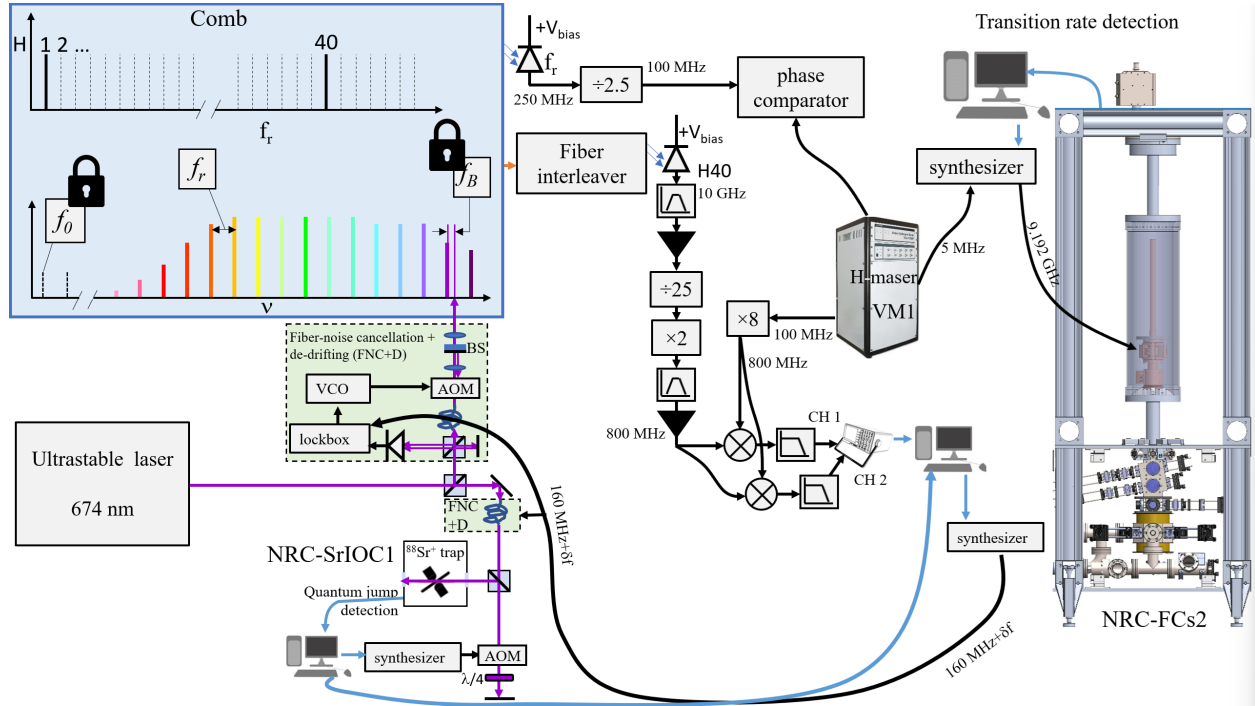 Comb
H 1 2 ... 40
f_r
f_0
f_r
f_B
ν
+V_bias
f_r
250 MHz
÷2.5
100 MHz
phase
comparator
Fiber
interleaver
+V_bias
H40
10 GHz
÷25
×2
800 MHz
×8
100 MHz
800 MHz
H-maser
VM1
5 MHz
CH 1
CH 2
Transition rate detection
synthesizer
9.192 GHz
NRC-FCs2
synthesizer
160 MHz+δf
160 MHz+δf
Fiber-noise cancellation +
de-drifting (FNC+D)
BS
VCO
AOM
lockbox
Ultrastable laser
674 nm
FNC
+D
NRC-SrIOC1
⁸⁸Sr⁺ trap
Quantum jump
detection
synthesizer
AOM
λ/4